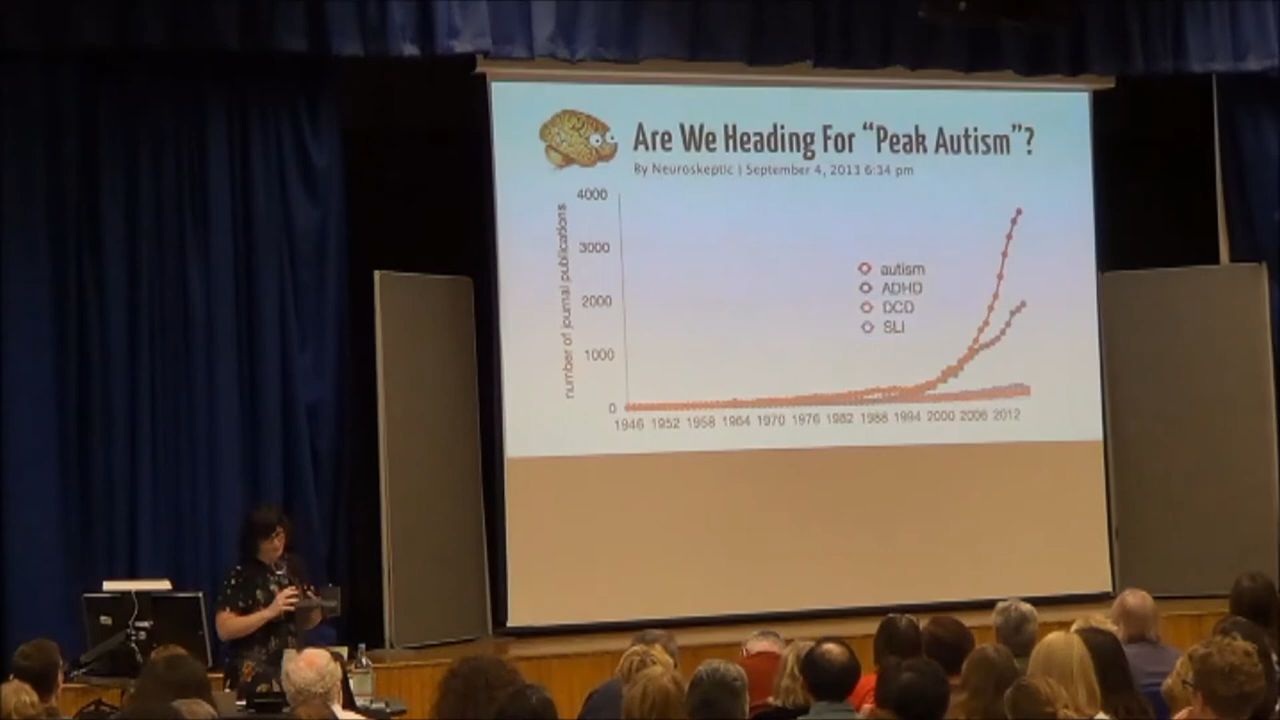 Are We Heading For “Peak Autism”?
By Neuroskeptic | September 4, 2013 6:34 pm
number of journal publications
4000
3000
2000
1000
0
autism
ADHD
DCD
SLI
1946 1952 1958 1964 1970 1976 1982 1988 1994 2000 2006 2012